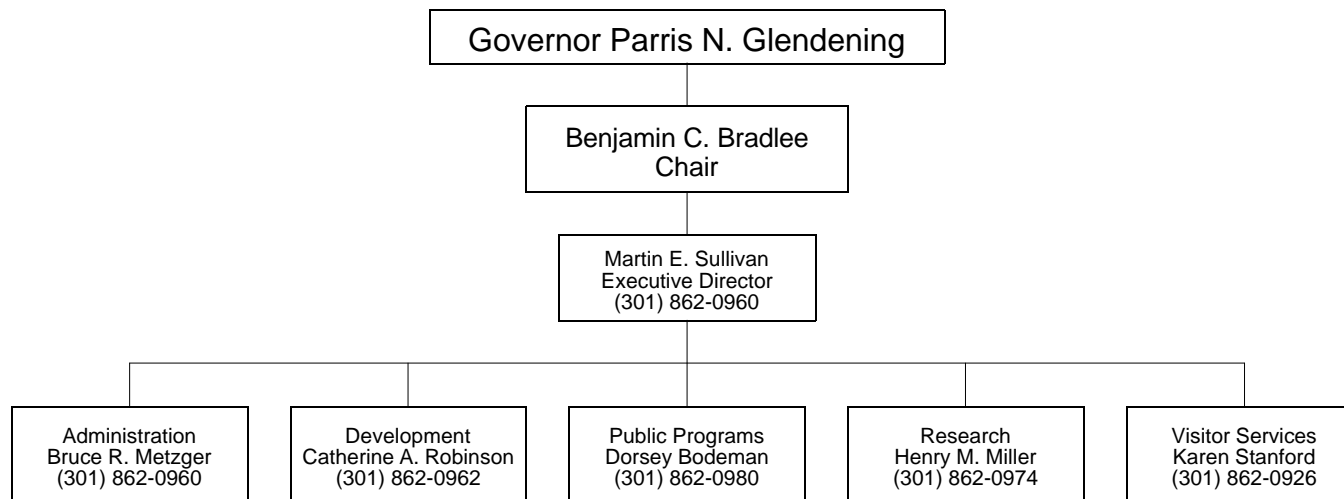 Governor Parris N. Glendening
Benjamin C. Bradlee
Chair
Martin E. Sullivan
Executive Director
(301) 862-0960
Administration
Bruce R. Metzger
(301) 862-0960
Development
Catherine A. Robinson
(301) 862-0962
Public Programs
Dorsey Bodeman
(301) 862-0980
Research
Henry M. Miller
(301) 862-0974
Visitor Services
Karen Stanford
(301) 862-0926